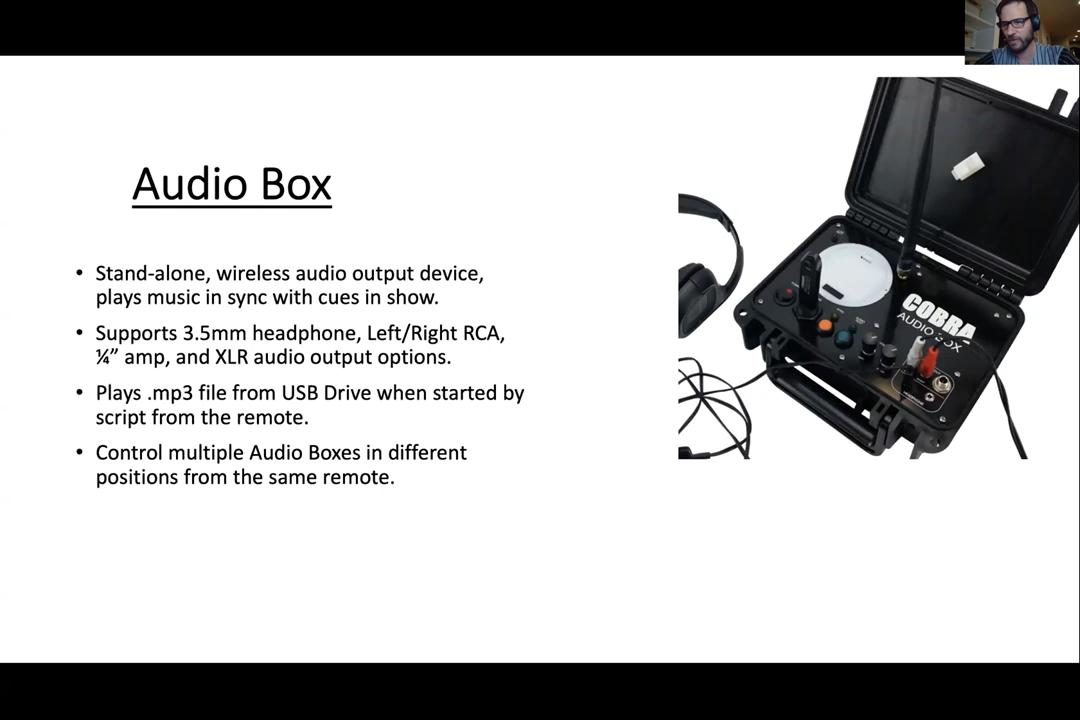 Audio Box
• Stand-alone, wireless audio output device,
plays music in sync with cues in show.
• Supports 3.5mm headphone, Left/Right RCA,
¼” amp, and XLR audio output options.
• Plays .mp3 file from USB Drive when started by
script from the remote.
• Control multiple Audio Boxes in different
positions from the same remote.
COBRA
AUDIO BOX